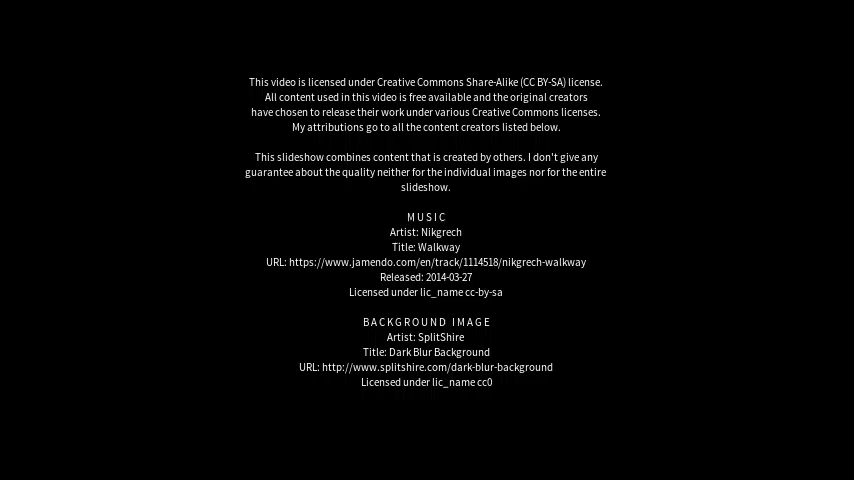 This video is licensed under Creative Commons Share-Alike (CC BY-SA) license.
All content used in this video is free available and the original creators
have chosen to release their work under various Creative Commons licenses.
My attributions go to all the content creators listed below.
This slideshow combines content that is created by others. I don't give any
guarantee about the quality neither for the individual images nor for the entire
slideshow.
MUSIC
Artist: Nikgrech
Title: Walkway
URL: https://www.jamendo.com/en/track/1114518/nikgrech-walkway
Released: 2014-03-27
Licensed under lic_name cc-by-sa
BACKGROUND IMAGE
Artist: SplitShire
Title: Dark Blur Background
URL: http://www.splitshire.com/dark-blur-background
Licensed under lic_name cc0